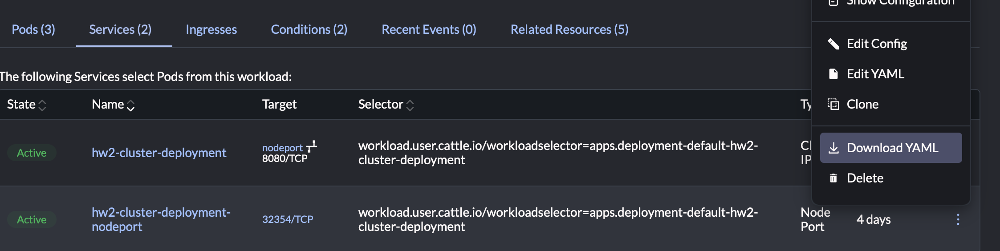 Show Configuration
Pods (3) Services (2) Ingresses Conditions (2) Recent Events (0) Related Resources (5)
Edit Config
Edit YAML
Clone
Download YAML
Delete
The following Services select Pods from this workload:
State Name Target Selector
Active
hw2-cluster-deployment
nodeport
8080/TCP
workload.user.cattle.io/workloadselector=apps.deployment-default-hw2-
cluster-deployment
IP
Active
hw2-cluster-deployment-
nodeport
32354/TCP
workload.user.cattle.io/workloadselector=apps.deployment-default-hw2-
cluster-deployment
Node
Port
4 days